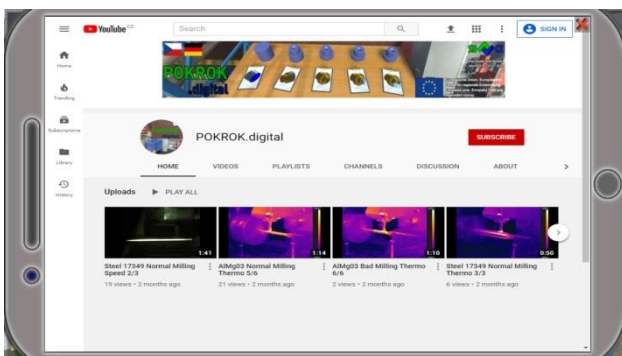 YouTube CZ
Search
SIGN IN
Home
Trending
Subscriptions
Library
History
POKROK
.digital
POKROK.digital
SUBSCRIBE
HOME VIDEOS PLAYLISTS CHANNELS DISCUSSION ABOUT
Uploads PLAY ALL
1:41 1:14 1:10 0:50
Steel 17349 Normal Milling
Speed 2/3
19 views • 2 months ago
AlMg03 Normal Milling
Thermo 5/6
21 views • 2 months ago
AlMg03 Bad Milling Thermo
6/6
2 views • 2 months ago
Steel 17349 Normal Milling
Thermo 3/3
6 views • 2 months ago